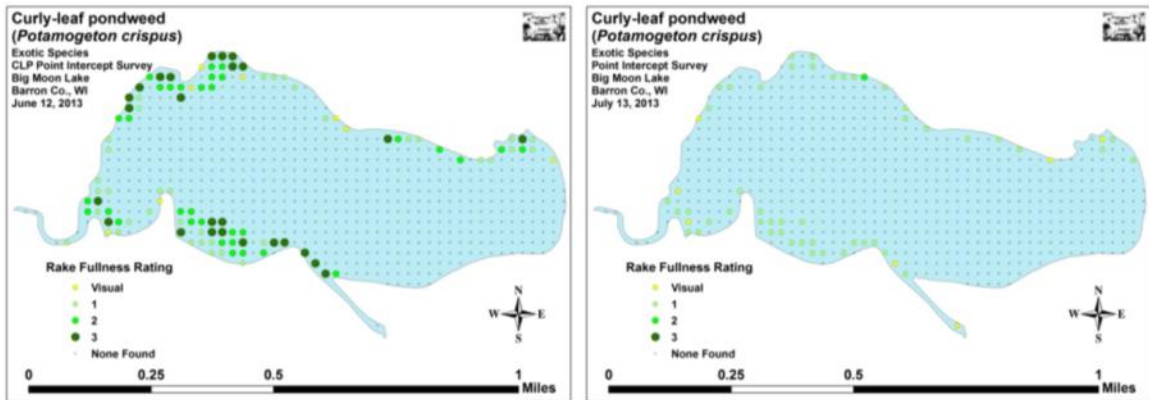 Curly-leaf pondweed
(Potamogeton crispus)
Exotic Species
CLP Point Intercept Survey
Big Moon Lake
Barron Co., WI
June 12, 2013
Rake Fullness Rating
Visual
1
2
3
None Found
N
W E
S
0 0.25 0.5 1
Miles
Curly-leaf pondweed
(Potamogeton crispus)
Exotic Species
Point Intercept Survey
Big Moon Lake
Barron Co., WI
July 13, 2013
Rake Fullness Rating
Visual
1
2
3
None Found
N
W E
S
0 0.25 0.5 1
Miles